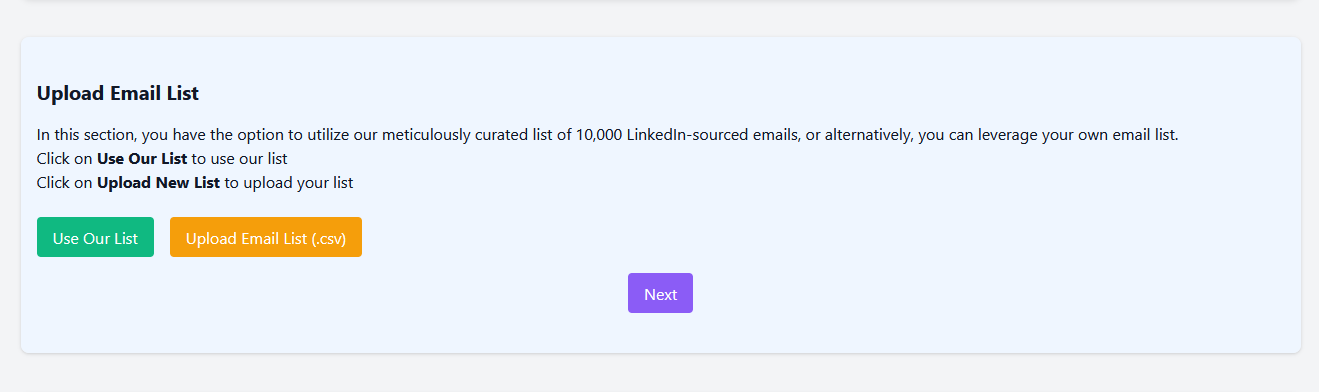 Upload Email List
In this section, you have the option to utilize our meticulously curated list of 10,000 LinkedIn-sourced emails, or alternatively, you can leverage your own email list.
Click on Use Our List to use our list
Click on Upload New List to upload your list
Use Our List
Upload Email List (.csv)
Next